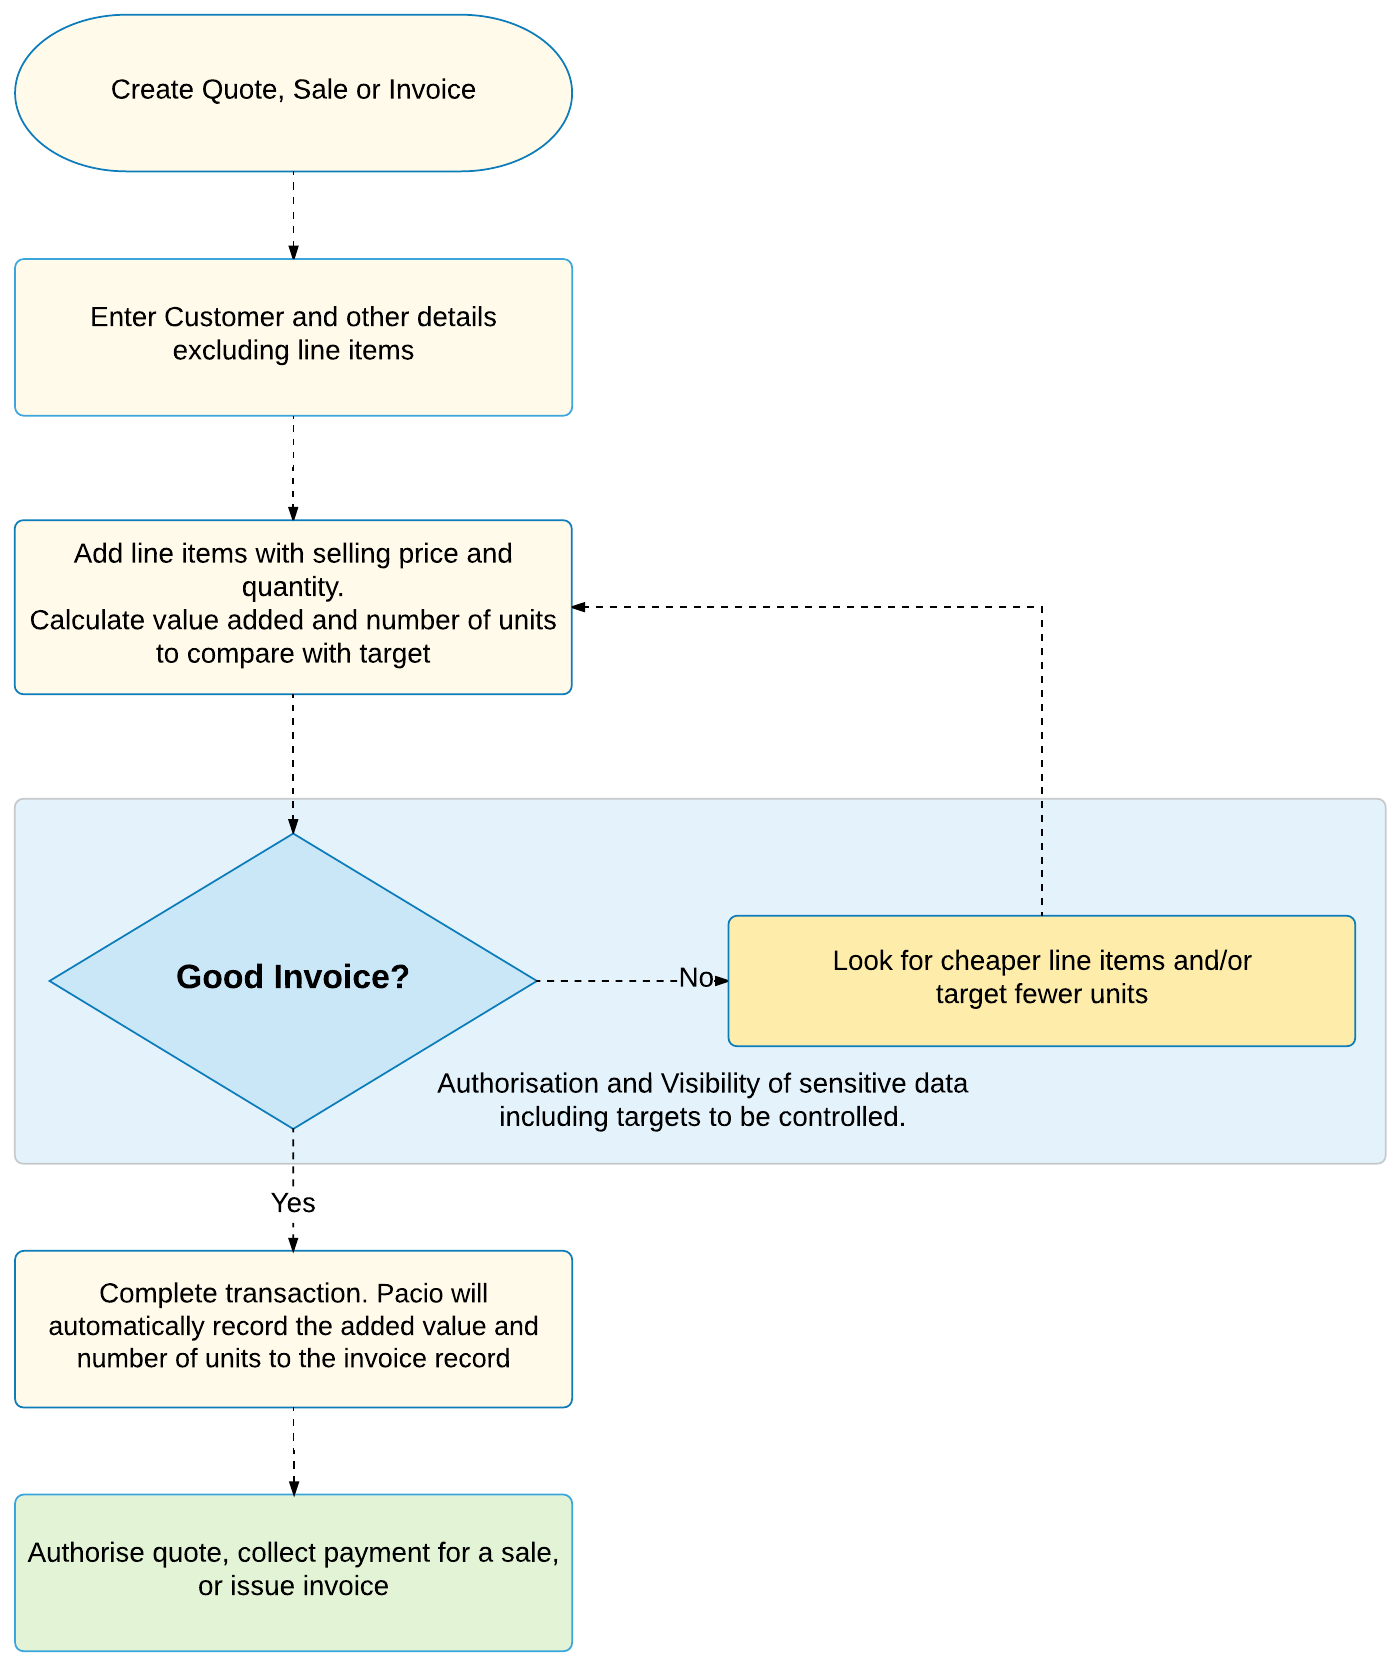 Create Quote, Sale or Invoice
Enter Customer and other details
excluding line items
Add line items with selling price and
quantity.
Calculate value added and number of units
to compare with target
Good Invoice?
No
Look for cheaper line items and/or
target fewer units
Authorisation and Visibility of sensitive data
including targets to be controlled.
Yes
Complete transaction. Pacio will
automatically record the added value and
number of units to the invoice record
Authorise quote, collect payment for a sale,
or issue invoice